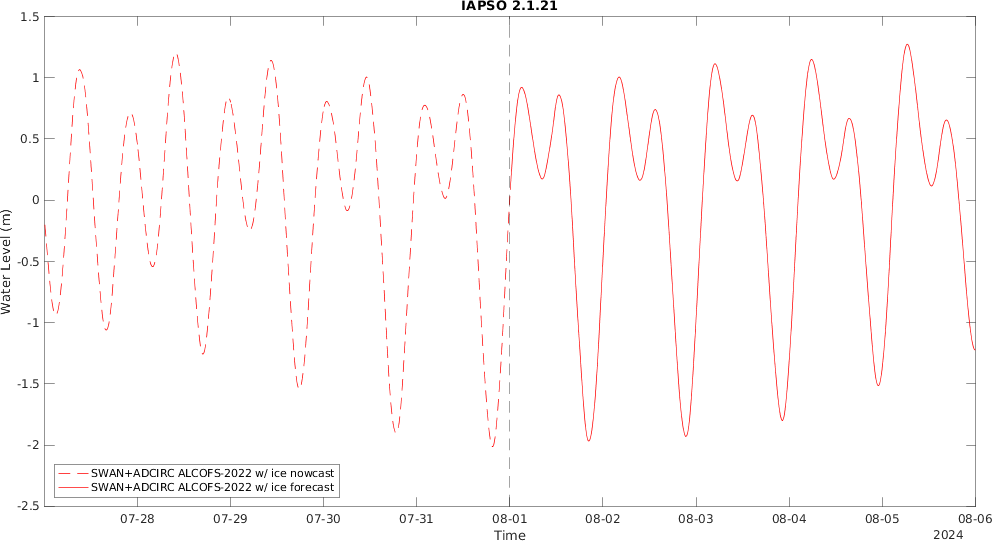 IAPSO 2.1.21
1.5
1
0.5
0
-0.5
-1
-1.5
-2
-2.5
Water Level (m)
SWAN+ADCIRC ALCOFS-2022 w/ ice nowcast
SWAN+ADCIRC ALCOFS-2022 w/ ice forecast
07-28 07-29 07-30 07-31 08-01 08-02 08-03 08-04 08-05 08-06
Time
2024